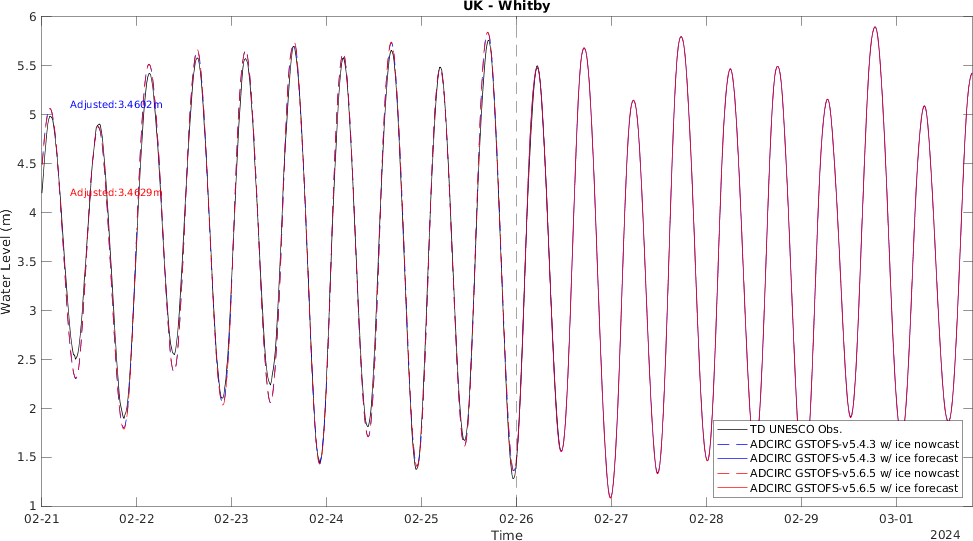 UK - Whitby
6
5.5
5
4.5
4
3.5
3
2.5
2
1.5
1
Water Level (m)
Adjusted:3.4602m
Adjusted:3.4629m
TD UNESCO Obs.
ADCIRC GSTOFS-v5.4.3 w/ ice nowcast
ADCIRC GSTOFS-v5.4.3 w/ ice forecast
ADCIRC GSTOFS-v5.6.5 w/ ice nowcast
ADCIRC GSTOFS-v5.6.5 w/ ice forecast
02-21 02-22 02-23 02-24 02-25 02-26 02-27 02-28 02-29 03-01
Time
2024